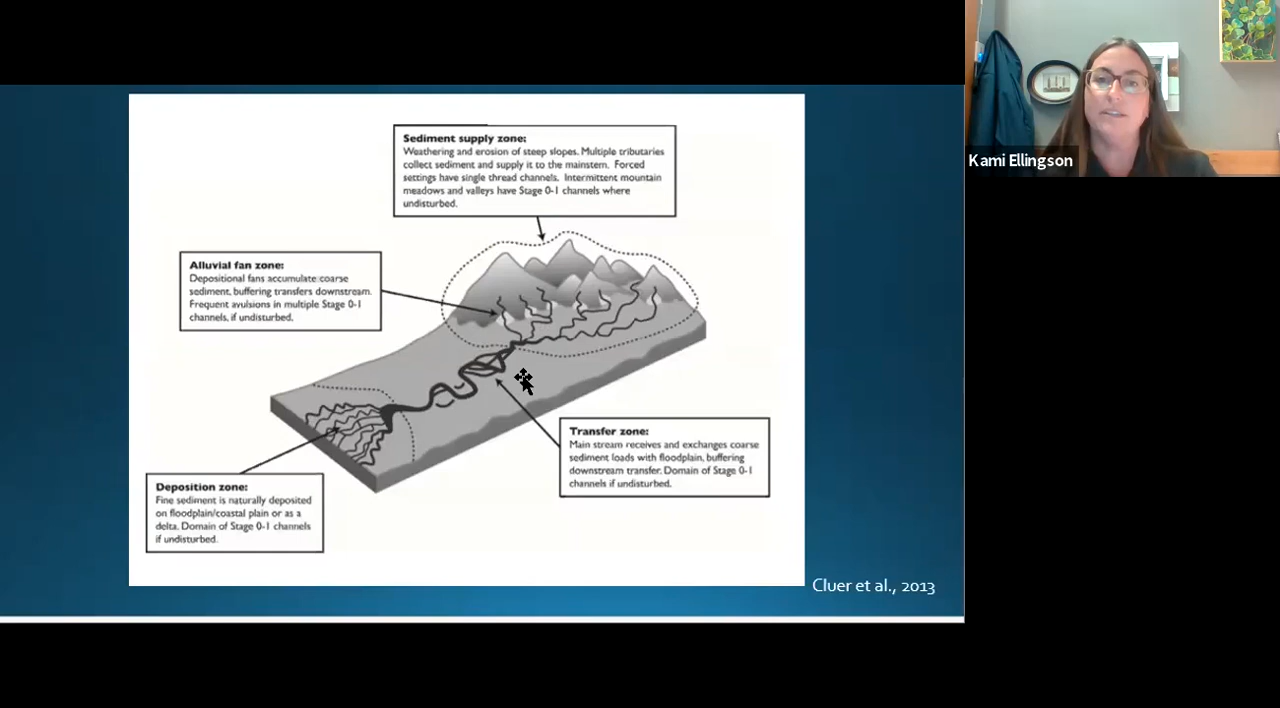 Sediment supply zone:
Weathering and erosion of steep slopes. Multiple tributaries
collect sediment and supply it to the mainstem. Forced
settings have single thread channels. Intermittent mountain
meadows and valleys have Stage 0-1 channels where
undisturbed.
Alluvial fan zone:
Depositional fans accumulate coarse
sediment, buffering transfers downstream.
Frequent avulsions in multiple Stage 0-1
channels, if undisturbed.
Transfer zone:
Main stream receives and exchanges coarse
sediment loads with floodplain, buffering
downstream transfer. Domain of Stage 0-1
channels if undisturbed.
Deposition zone:
Fine sediment is naturally deposited
on floodplain/coastal plain or as a
delta. Domain of Stage 0-1 channels
if undisturbed.
Cluer et al., 2013
Kami Ellingson